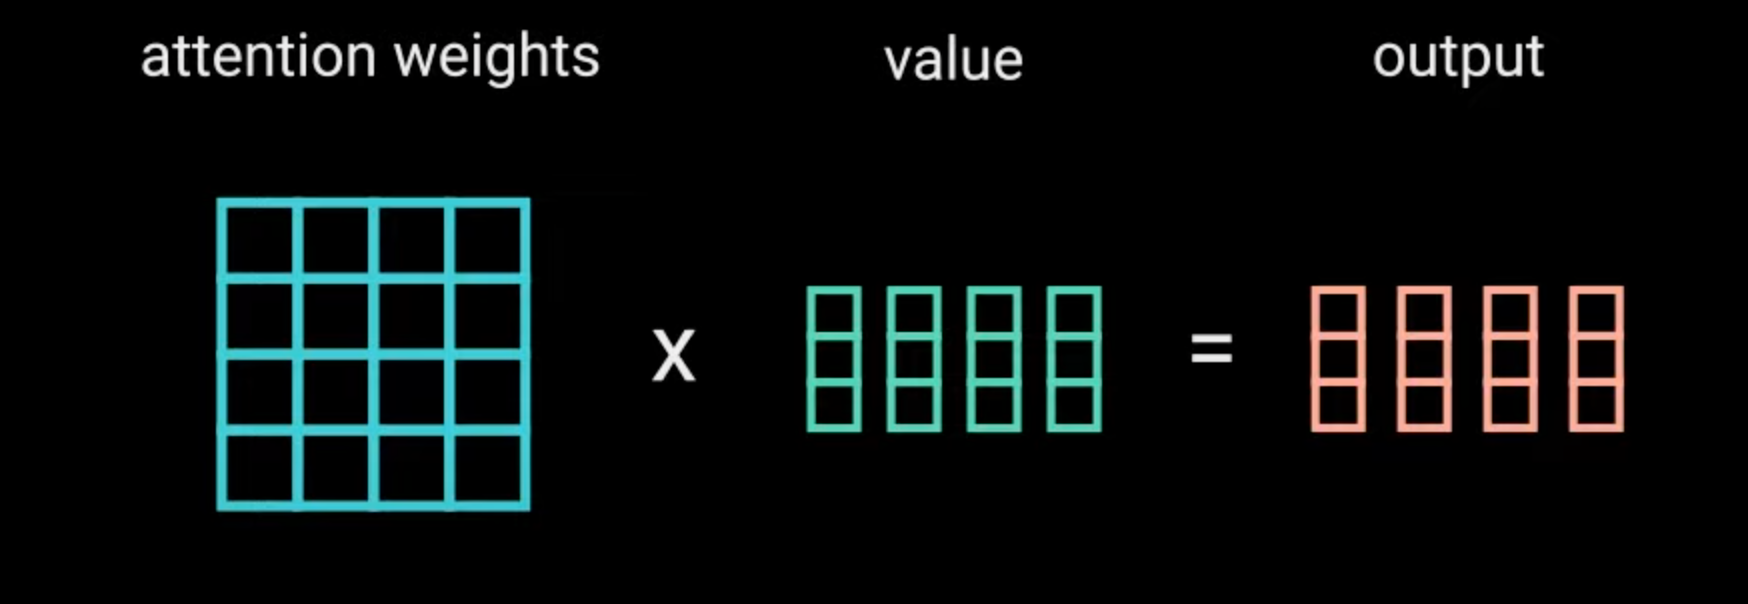 attention weights value output
x =